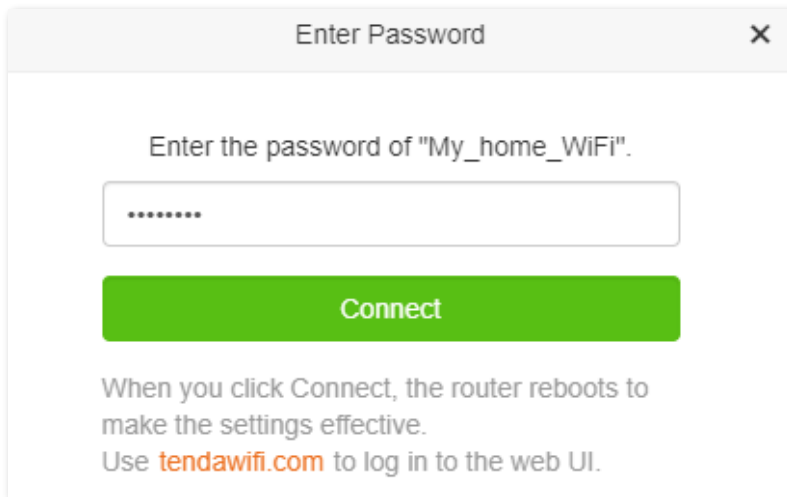 Enter Password
Enter the password of "My_home_WiFi".
••••••••
Connect
When you click Connect, the router reboots to
make the settings effective.
Use tendawifi.com to log in to the web UI.